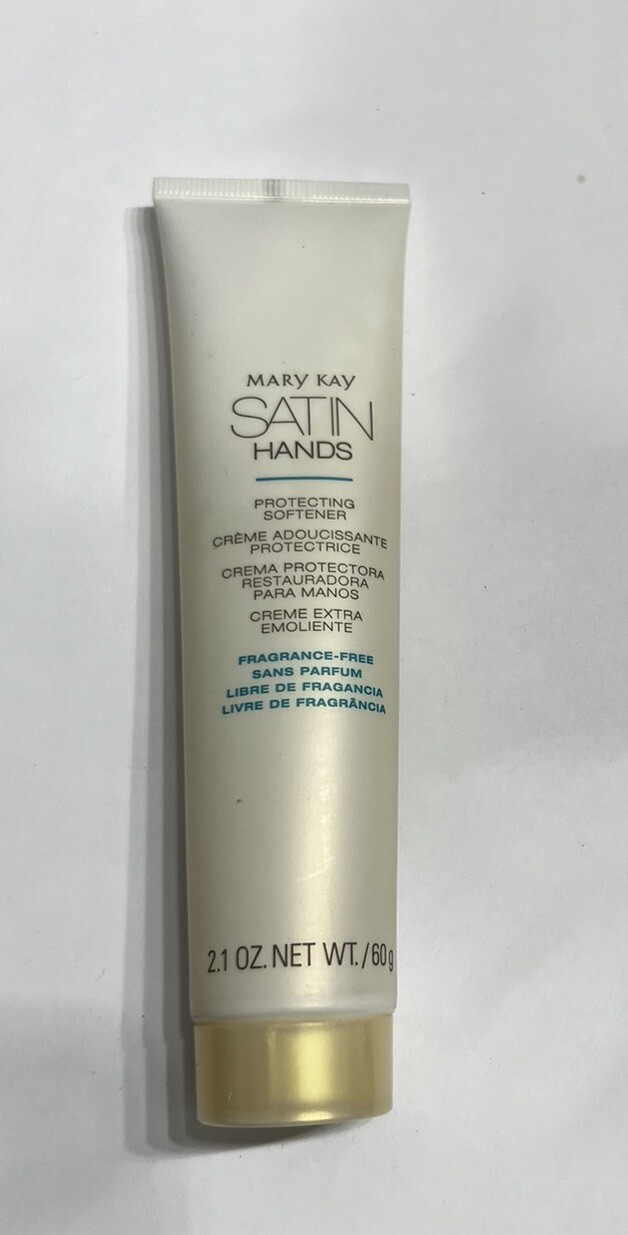 MARY KAY
SATIN
HANDS
PROTECTING
SOFTENER
CRÈME ADOUCISSANTE
PROTECTRICE
CREMA PROTECTORA
RESTAURADORA
PARA MANOS
CREME EXTRA
EMOLIENTE
FRAGRANCE-FREE
SANS PARFUM
LIBRE DE FRAGANCIA
LIVRE DE FRAGRÂNCIA
2.1 OZ. NET WT./60 g